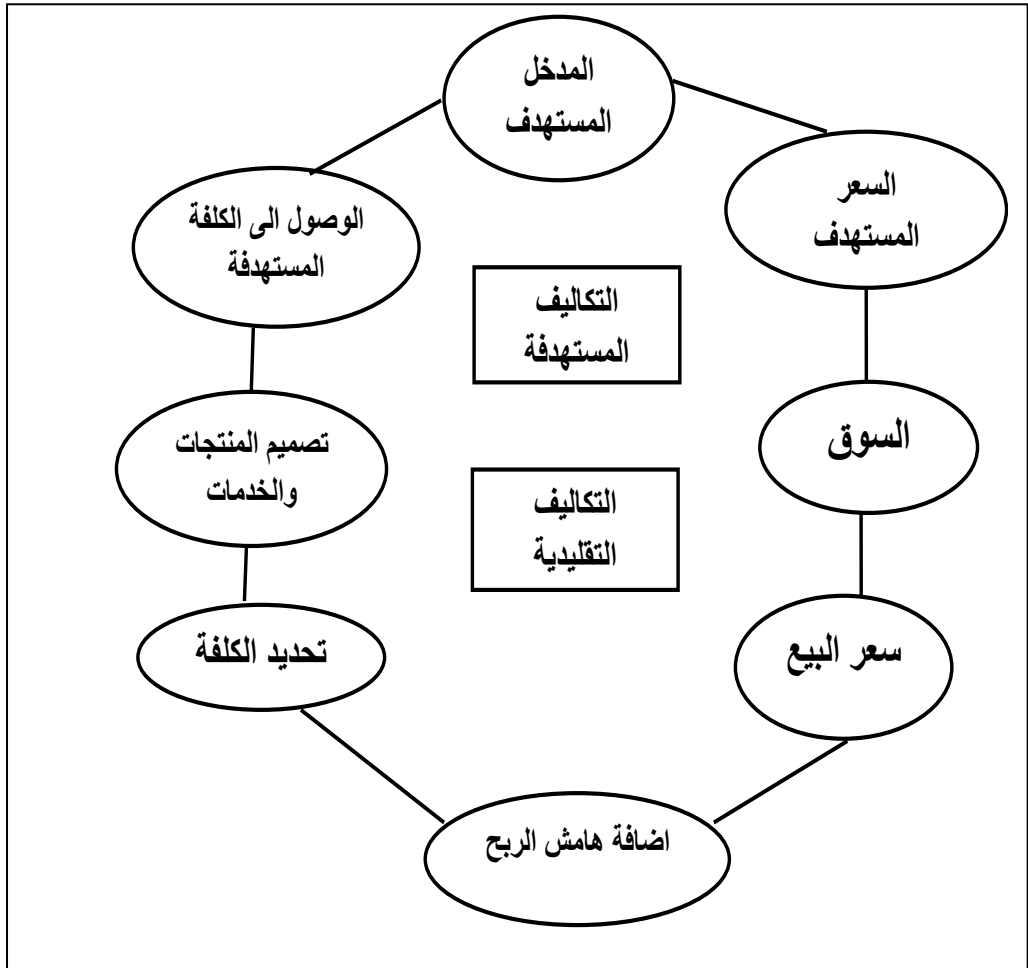 المدخل
المستهدف
السعر
المستهدف
الوصول الى الكلفة
المستهدفة
التكاليف
المستهدفة
السوق
تصميم المنتجات
والخدمات
التكاليف
التقليدية
سعر البيع
تحديد الكلفة
اضافة هامش الربح